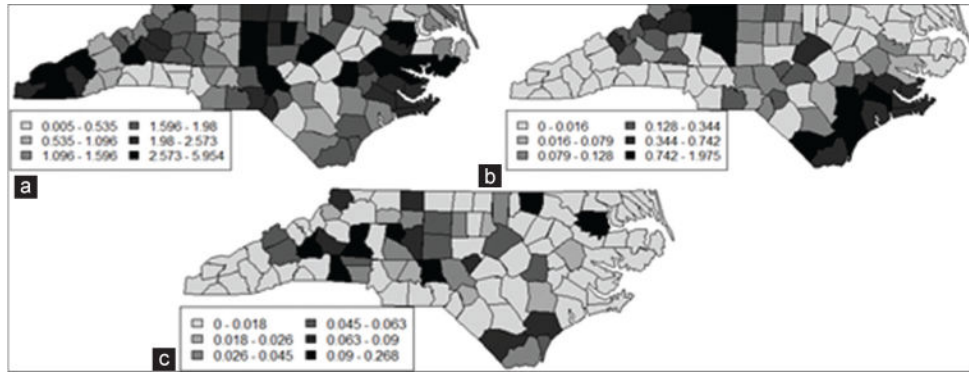 0.005 - 0.535 1.596 - 1.98
0.535 - 1.096 1.98 - 2.573
1.096 - 1.596 2.573 - 5.954
a
0 - 0.016 0.128 - 0.344
0.016 - 0.079 0.344 - 0.742
0.079 - 0.128 0.742 - 1.975
b
0 - 0.018 0.045 - 0.063
0.018 - 0.026 0.063 - 0.09
0.026 - 0.045 0.09 - 0.268
c